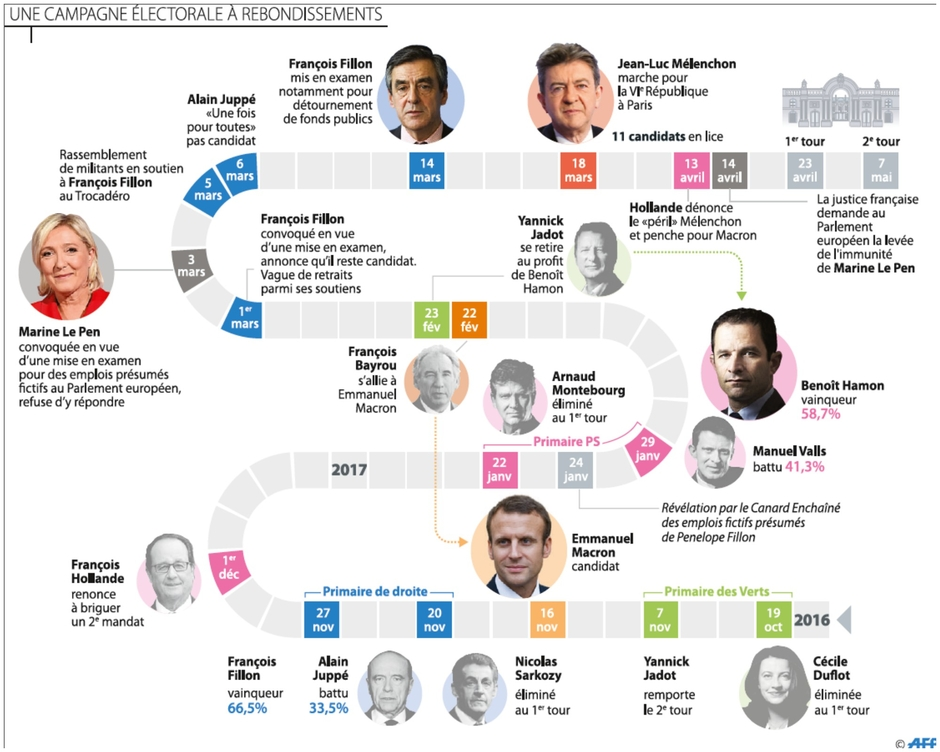 UNE CAMPAGNE ÉLECTORALE À REBONDISSEMENTS
François Fillon
mis en examen
notamment pour
détournement
de fonds publics
Jean-Luc Mélenchon
marche pour
la VIe République
à Paris
Alain Juppé
«Une fois
pour toutes»
pas candidat
11 candidats en lice
1er tour
2e tour
Rassemblement
de militants en soutien
à François Fillon
au Trocadéro
5
mars
6
mars
14
mars
18
mars
13
avril
14
avril
23
avril
7
mai
Hollande dénonce
le «péril» Mélenchon
et penche pour Macron
La justice française
demande au
Parlement
européen la levée
de l'immunité
de Marine Le Pen
François Fillon
convoqué en vue
d'une mise en examen,
annonce qu'il reste candidat.
Vague de retraits
parmi ses soutiens
Yannick
Jadot
se retire
au profit
de Benoît
Hamon
3
mars
1er
mars
23
fév
22
fév
Marine Le Pen
convoquée en vue
d'une mise en examen
pour des emplois présumés
fictifs au Parlement européen,
refuse d'y répondre
François
Bayrou
s'allie à
Emmanuel
Macron
Arnaud
Montebourg
éliminé
au 1er tour
Benoît Hamon
vainqueur
58,7%
Manuel Valls
battu 41,3%
Primaire PS
29
janv
2017
22
janv
24
janv
Révélation par le Canard Enchaîné
des emplois fictifs présumés
de Penelope Fillon
Emmanuel
Macron
candidat
François
Hollande
renonce
à briguer
un 2e mandat
1er
déc
Primaire de droite
Primaire des Verts
27
nov
20
nov
16
nov
7
nov
19
oct
2016
François
Fillon
vainqueur
66,5%
Alain
Juppé
battu
33,5%
Nicolas
Sarkozy
éliminé
au 1er tour
Yannick
Jadot
remporte
le 2e tour
Cécile
Duflot
éliminée
au 1er tour
© AFP